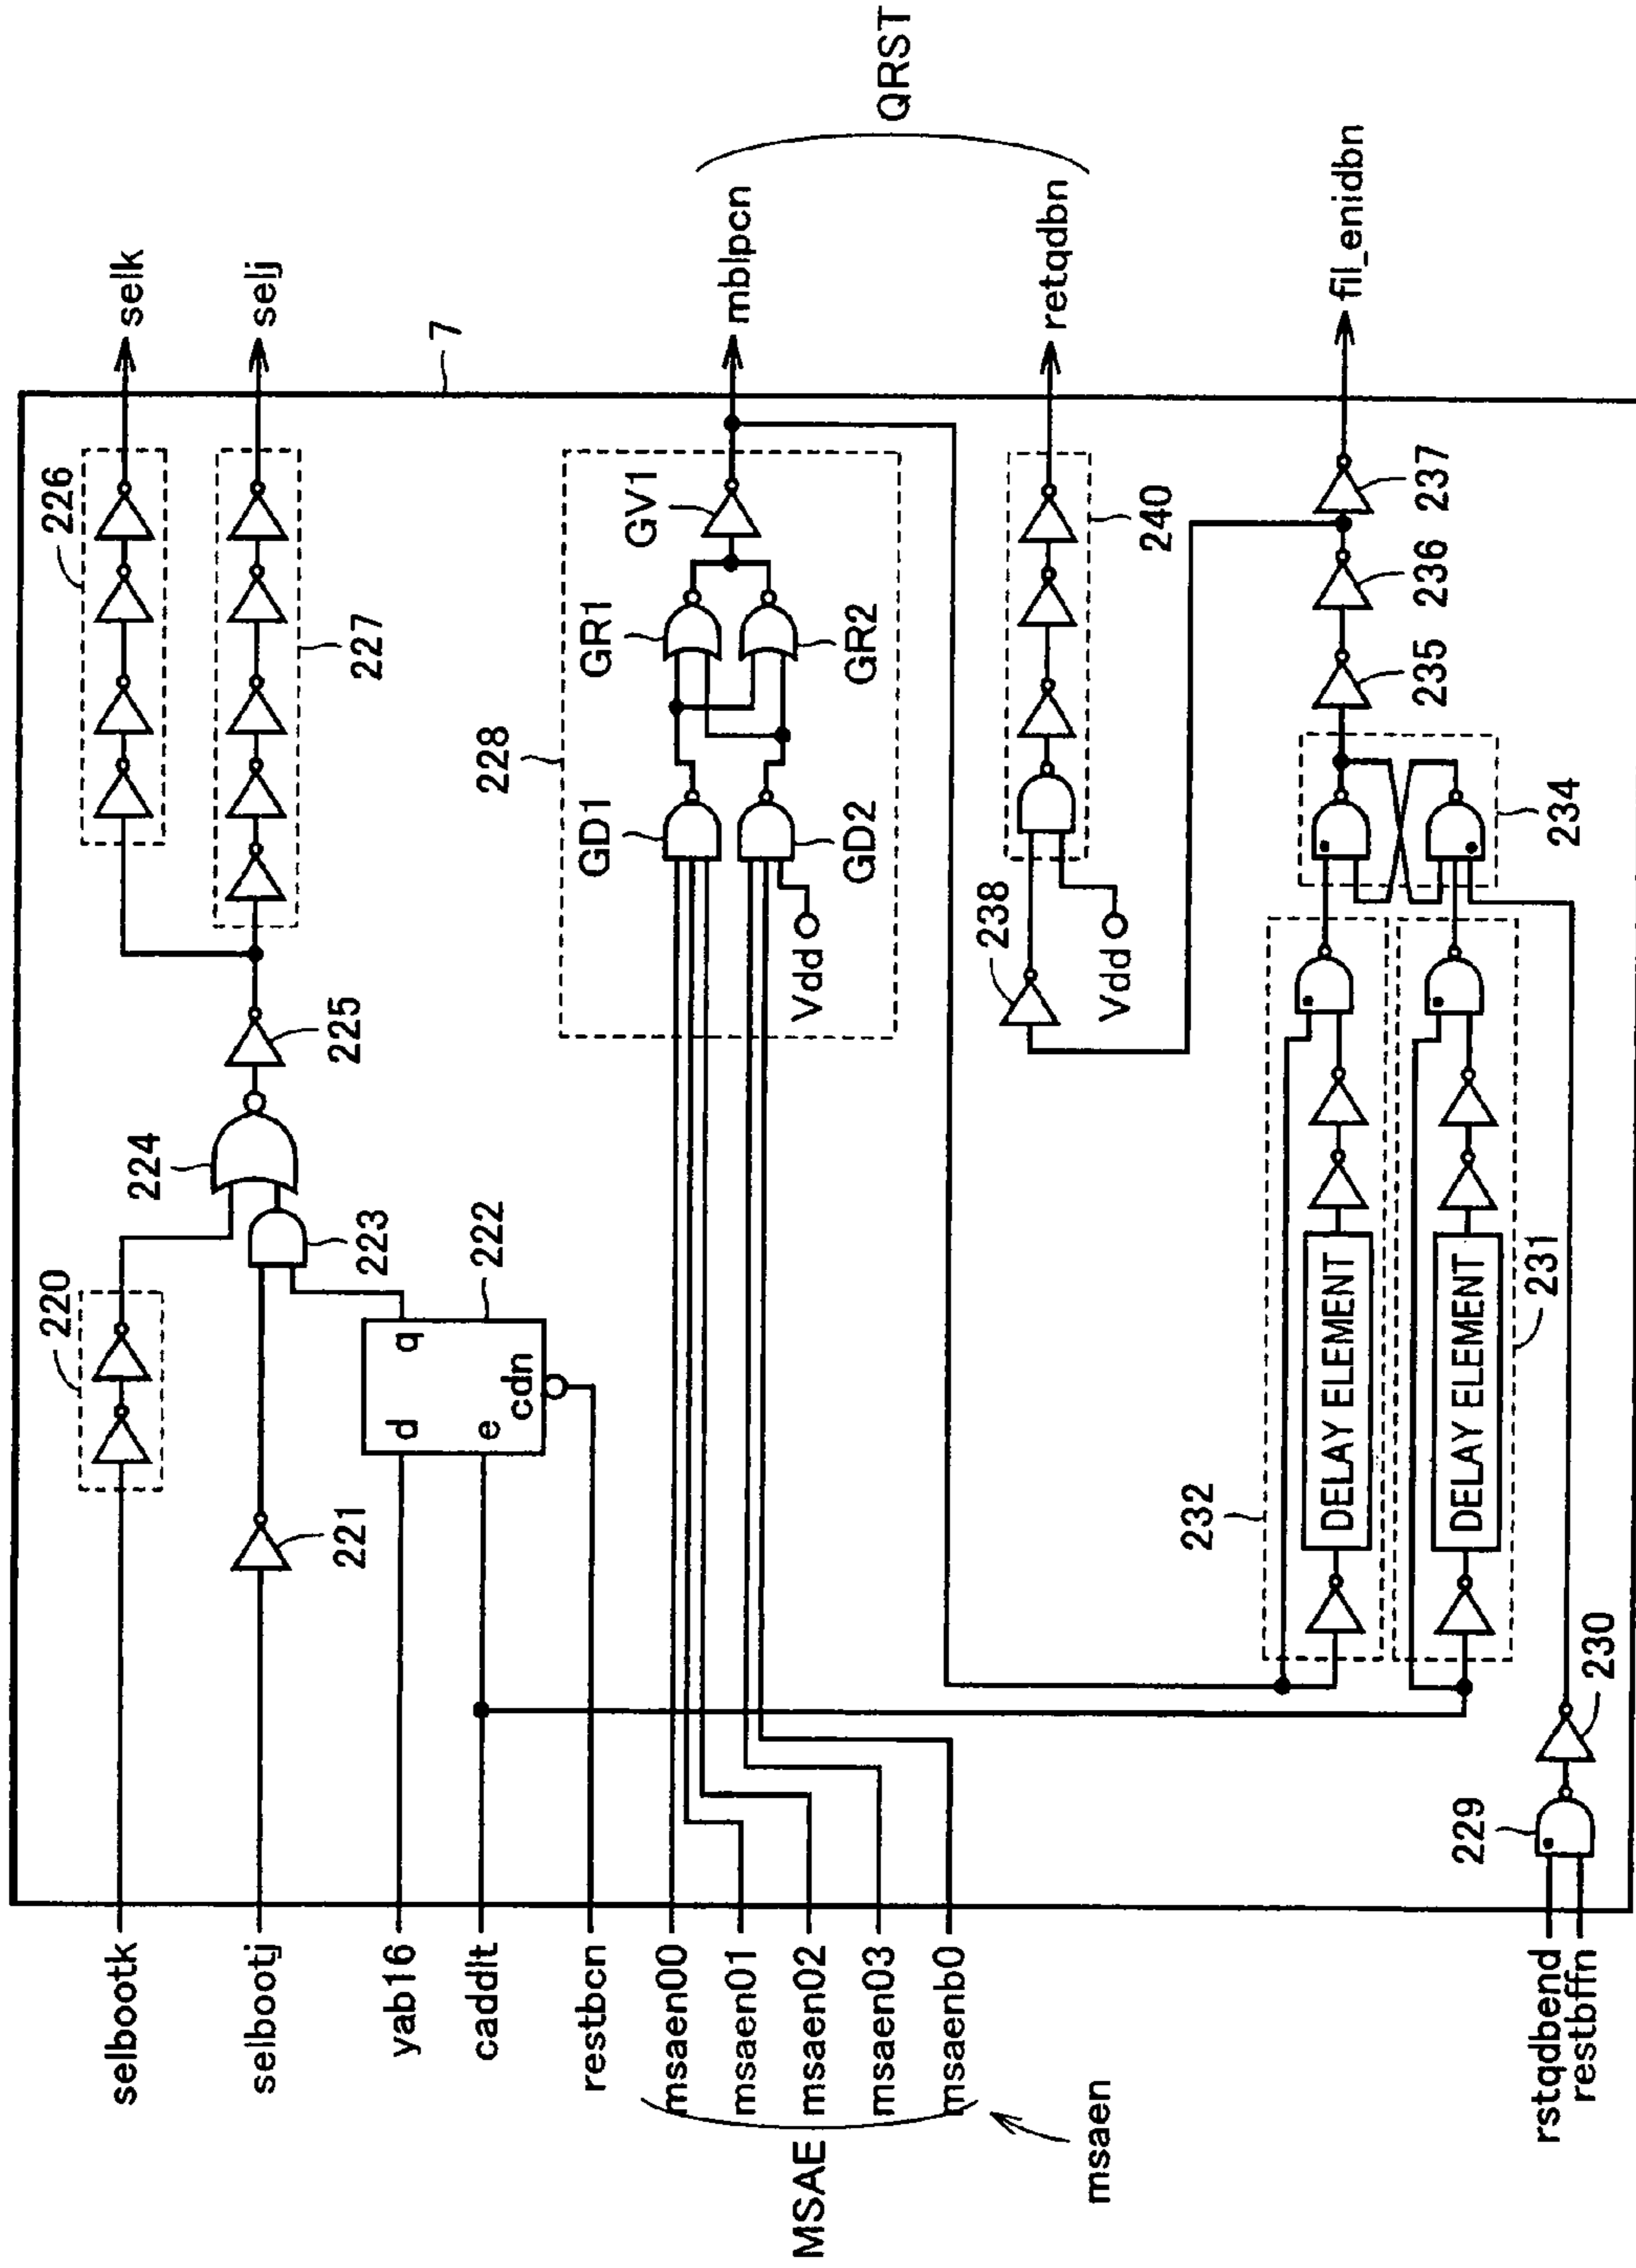 selbootk
selbootj
yab16
caddlt
restbcn
msaen00
msaen01
msaen02
msaen03
msaenb0
MSAE
msaen
rstqdbend
restbffn
220
221
222
d
q
e
cdn
223
224
225
226
227
selk
selj
7
228
GD1
GD2
Vdd
GR1
GR2
GV1
mblpcn
QRST
retqdbn
238
Vdd
240
fil_enidbn
229
230
232
DELAY ELEMENT
DELAY ELEMENT
231
234
235
236
237